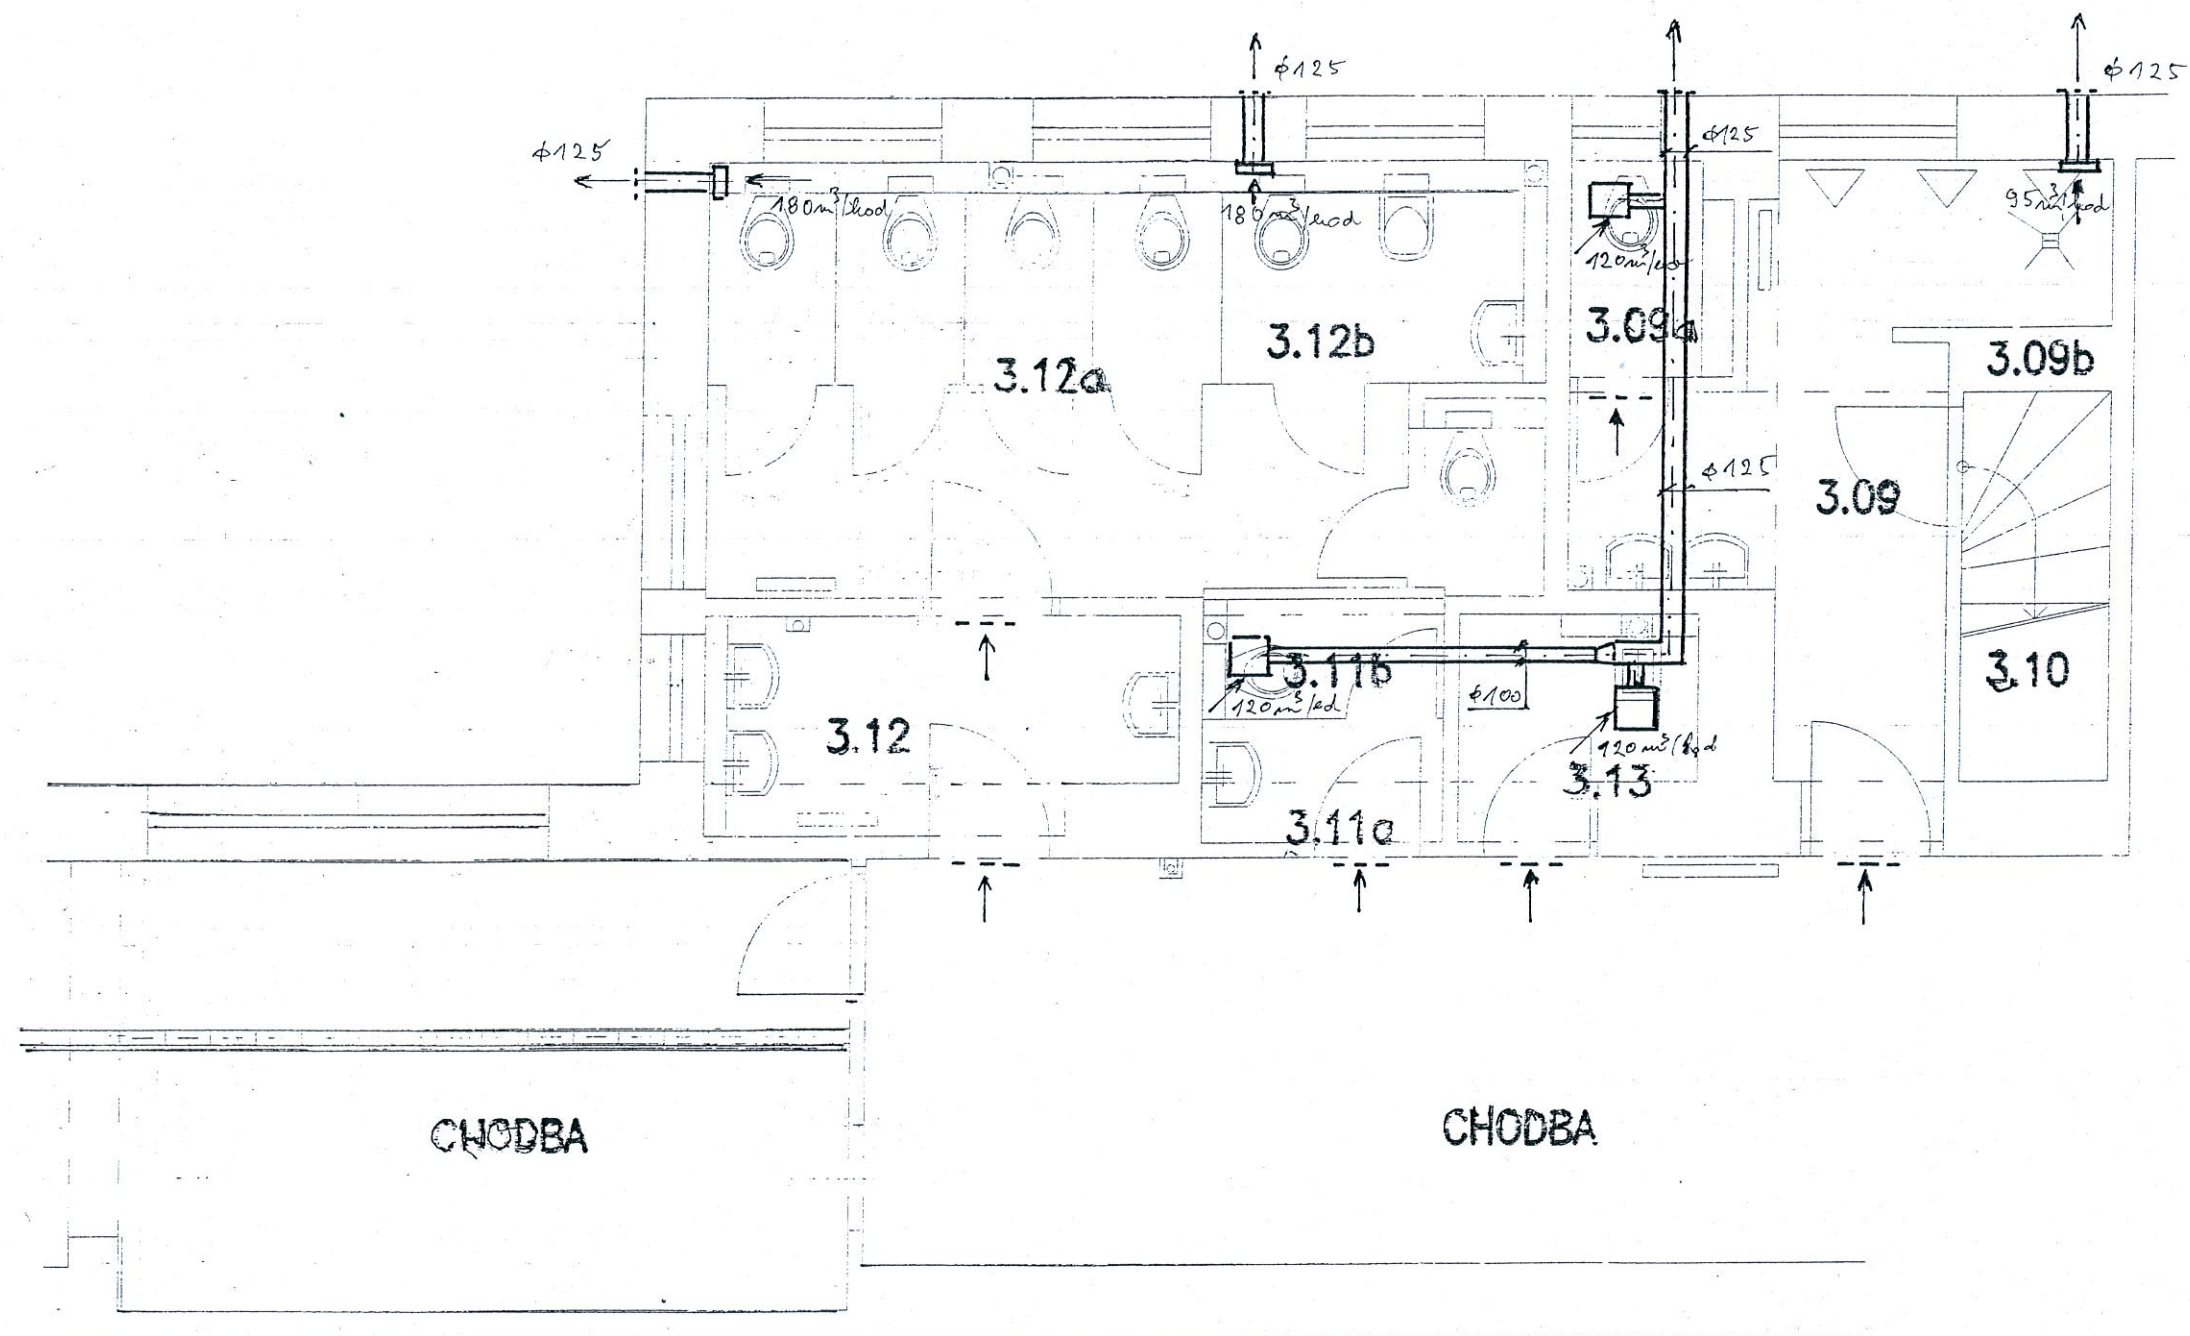 ϕ125
ϕ125
ϕ125
ϕ125
180m³/hod
180m³/hod
95m³/hod
120m³/hod
3.09a
3.12b
3.09b
3.12a
ϕ125
3.09
3.11b
3.10
ϕ100
120m³/hod
3.12
120m³/hod
3.13
3.11a
CHODBA
CHODBA